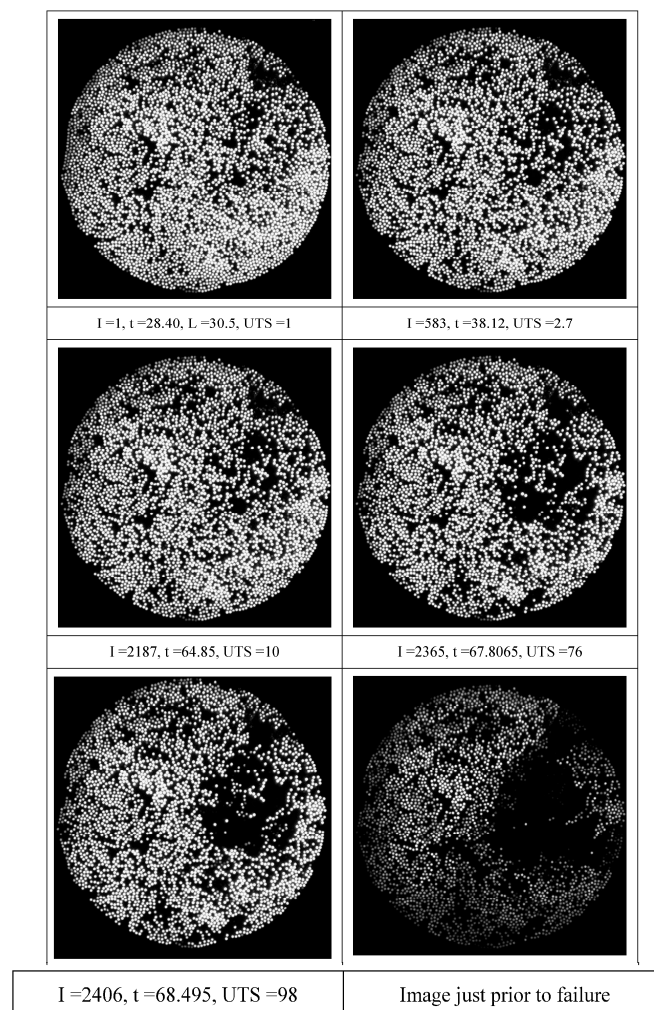 I =1, t =28.40, L =30.5, UTS =1
I =583, t =38.12, UTS =2.7
I =2187, t =64.85, UTS =10
I =2365, t =67.8065, UTS =76
I =2406, t =68.495, UTS =98
Image just prior to failure